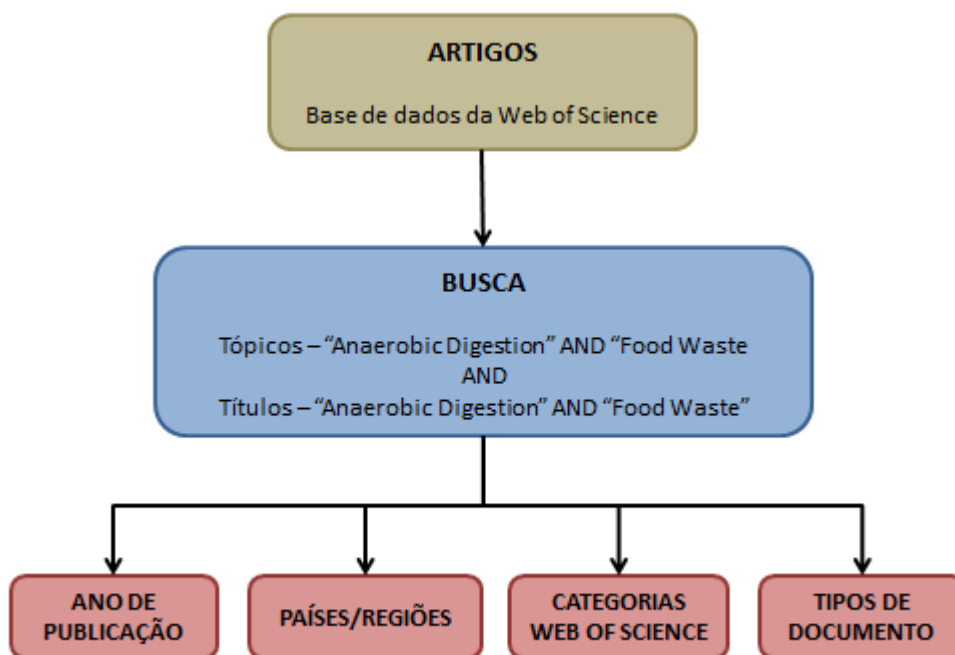 ARTIGOS
Base de dados da Web of Science
BUSCA
Tópicos – “Anaerobic Digestion” AND “Food Waste
AND
Títulos – “Anaerobic Digestion” AND “Food Waste”
ANO DE
PUBLICAÇÃO
PAÍSES/REGIÕES
CATEGORIAS
WEB OF SCIENCE
TIPOS DE
DOCUMENTO